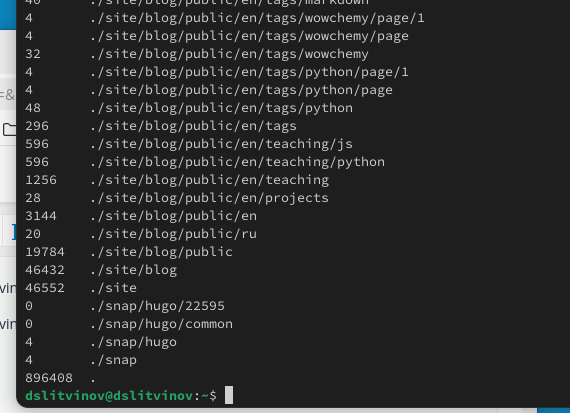 40 ./site/blog/public/en/tags/markdown
4 ./site/blog/public/en/tags/wowchemy/page/1
4 ./site/blog/public/en/tags/wowchemy/page
32 ./site/blog/public/en/tags/wowchemy
4 ./site/blog/public/en/tags/python/page/1
4 ./site/blog/public/en/tags/python/page
48 ./site/blog/public/en/tags/python
296 ./site/blog/public/en/tags
596 ./site/blog/public/en/teaching/js
596 ./site/blog/public/en/teaching/python
1256 ./site/blog/public/en/teaching
28 ./site/blog/public/en/projects
3144 ./site/blog/public/en
20 ./site/blog/public/ru
19784 ./site/blog/public
46432 ./site/blog
46552 ./site
0 ./snap/hugo/22595
0 ./snap/hugo/common
4 ./snap/hugo
4 ./snap
896408 .
dslitvinov@dslitvinov:~$
=&
vin
vin